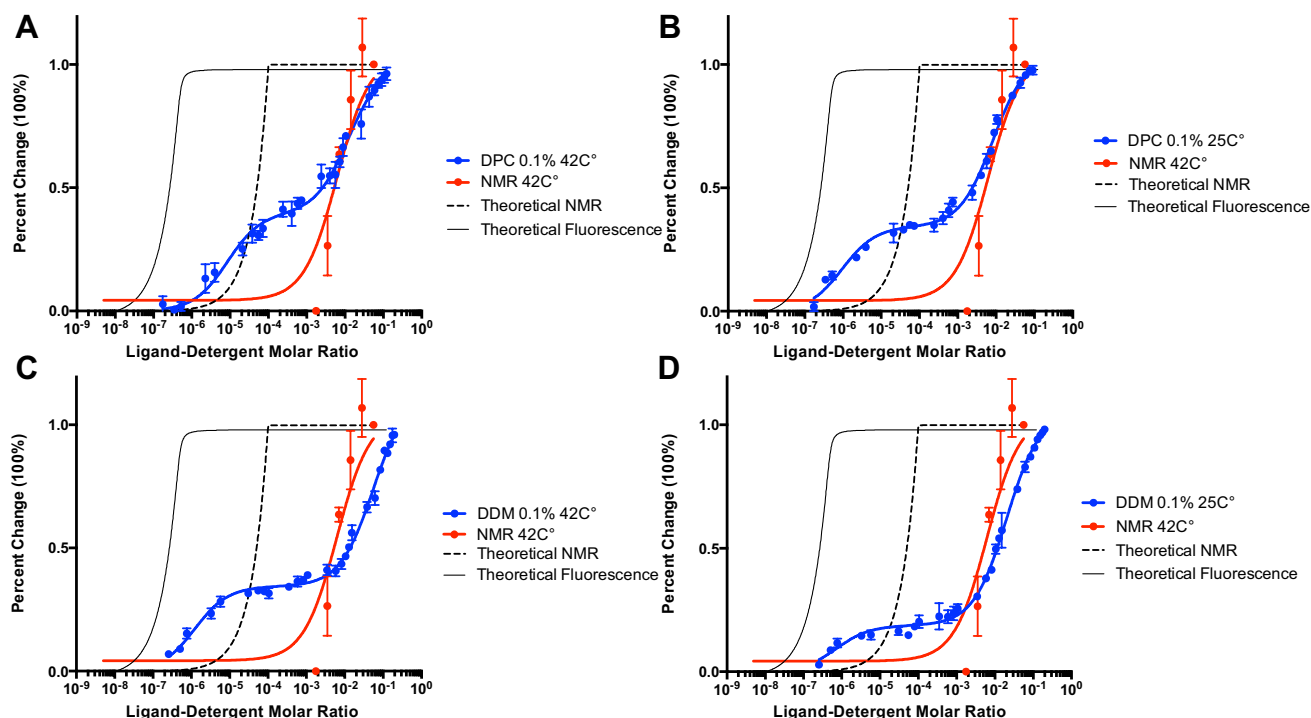 A
Percent Change (100%)
1.0
0.5
0.0
10-9 10-8 10-7 10-6 10-5 10-4 10-3 10-2 10-1 100
Ligand-Detergent Molar Ratio
DPC 0.1% 42C°
NMR 42C°
Theoretical NMR
Theoretical Fluorescence
B
Percent Change (100%)
1.0
0.5
0.0
10-9 10-8 10-7 10-6 10-5 10-4 10-3 10-2 10-1 100
Ligand-Detergent Molar Ratio
DPC 0.1% 25C°
NMR 42C°
Theoretical NMR
Theoretical Fluorescence
C
Percent Change (100%)
1.0
0.5
0.0
10-9 10-8 10-7 10-6 10-5 10-4 10-3 10-2 10-1 100
Ligand-Detergent Molar Ratio
DDM 0.1% 42C°
NMR 42C°
Theoretical NMR
Theoretical Fluorescence
D
Percent Change (100%)
1.0
0.5
0.0
10-9 10-8 10-7 10-6 10-5 10-4 10-3 10-2 10-1 100
Ligand-Detergent Molar Ratio
DDM 0.1% 25C°
NMR 42C°
Theoretical NMR
Theoretical Fluorescence